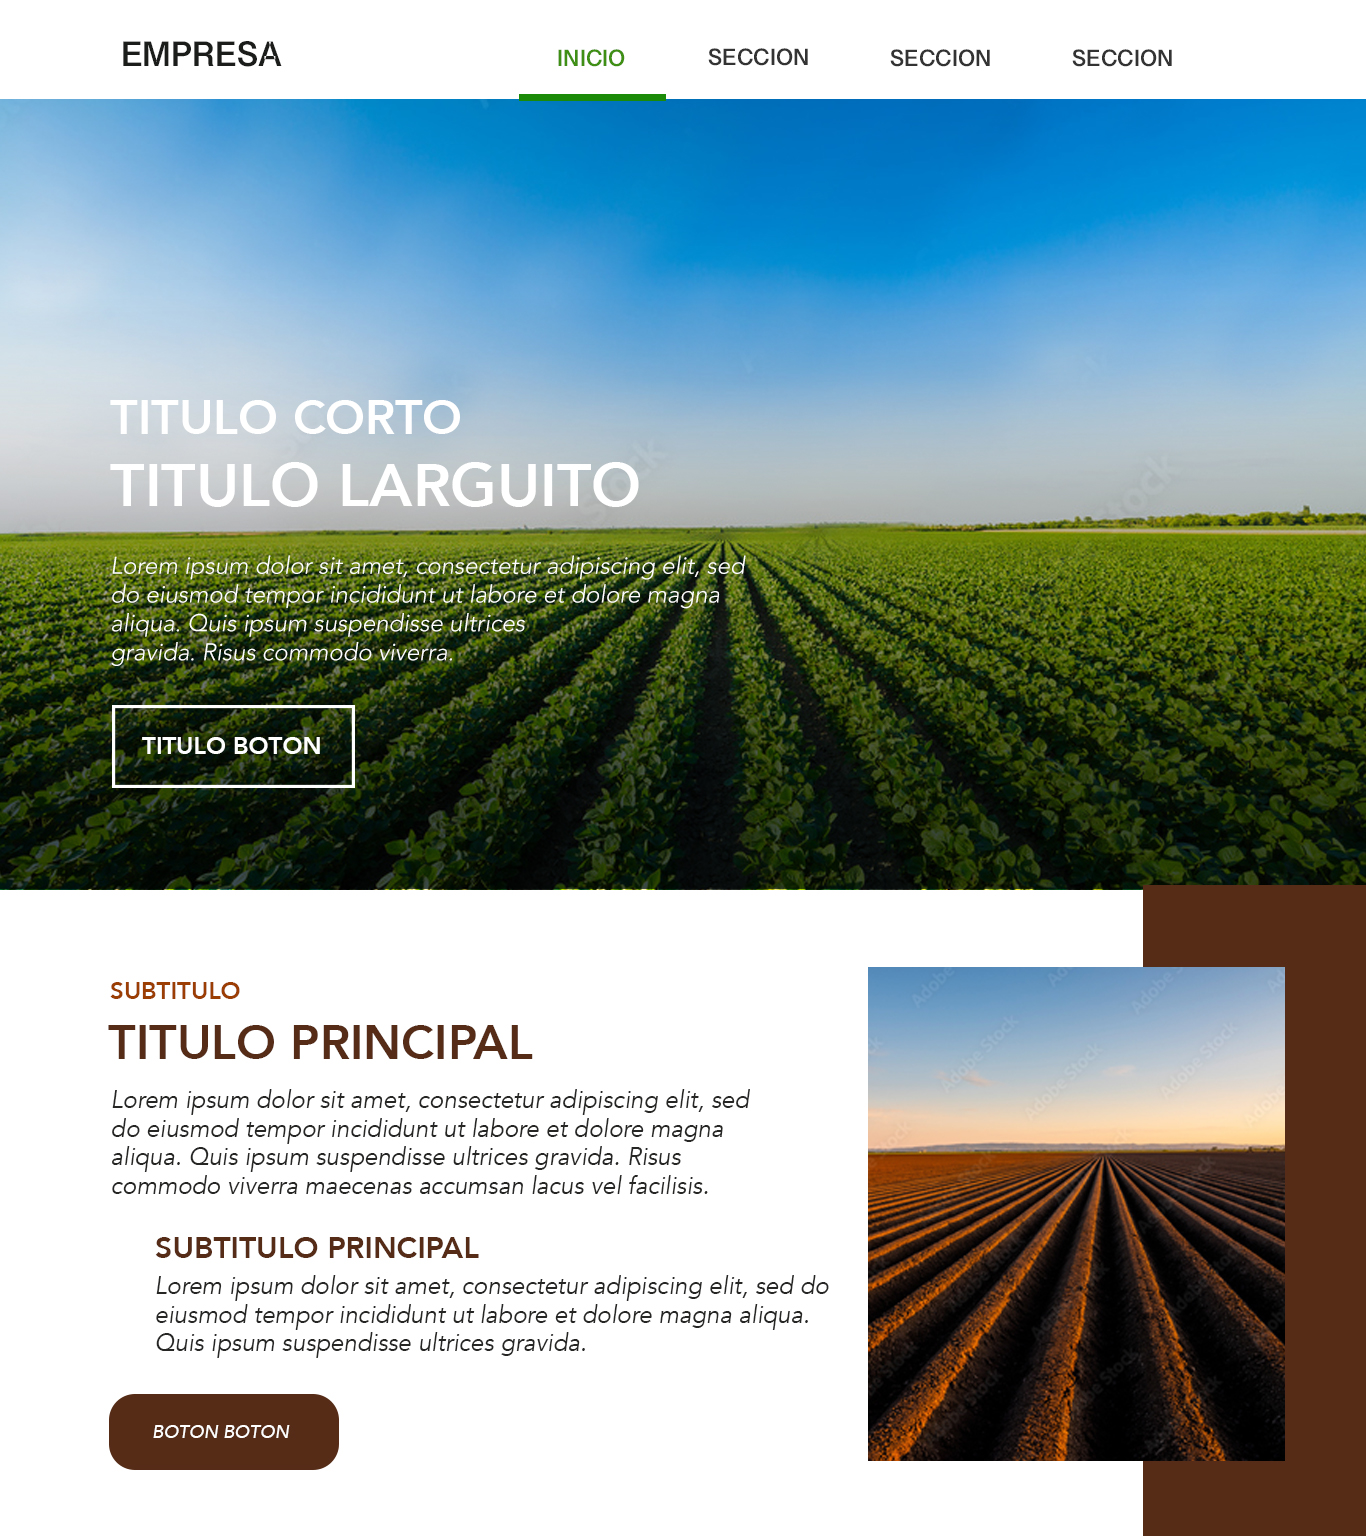 EMPRESA
INICIO
SECCION
SECCION
SECCION
TITULO CORTO
TITULO LARGUITO
Lorem ipsum dolor sit amet, consectetur adipiscing elit, sed
do eiusmod tempor incididunt ut labore et dolore magna
aliqua. Quis ipsum suspendisse ultrices
gravida. Risus commodo viverra.
TITULO BOTON
SUBTITULO
TITULO PRINCIPAL
Lorem ipsum dolor sit amet, consectetur adipiscing elit, sed
do eiusmod tempor incididunt ut labore et dolore magna
aliqua. Quis ipsum suspendisse ultrices gravida. Risus
commodo viverra maecenas accumsan lacus vel facilisis.
SUBTITULO PRINCIPAL
Lorem ipsum dolor sit amet, consectetur adipiscing elit, sed do
eiusmod tempor incididunt ut labore et dolore magna aliqua.
Quis ipsum suspendisse ultrices gravida.
BOTON BOTON
Adobe Stock